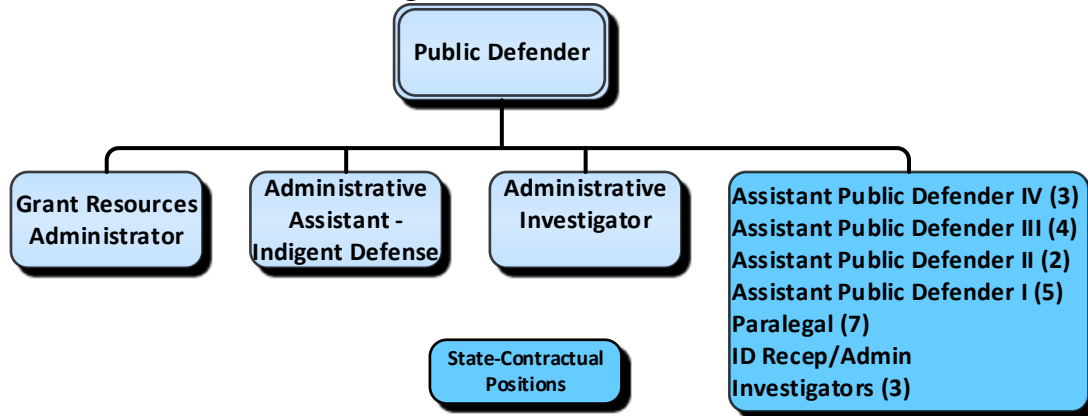 Public Defender
Grant Resources
Administrator
Administrative
Assistant -
Indigent Defense
Administrative
Investigator
Assistant Public Defender IV (3)
Assistant Public Defender III (4)
Assistant Public Defender II (2)
Assistant Public Defender I (5)
Paralegal (7)
ID Recep/Admin
Investigators (3)
State-Contractual
Positions